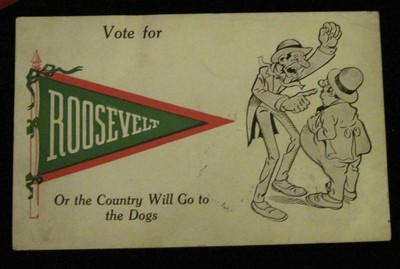 Vote for
ROOSEVELT
Or the Country Will Go to
the Dogs